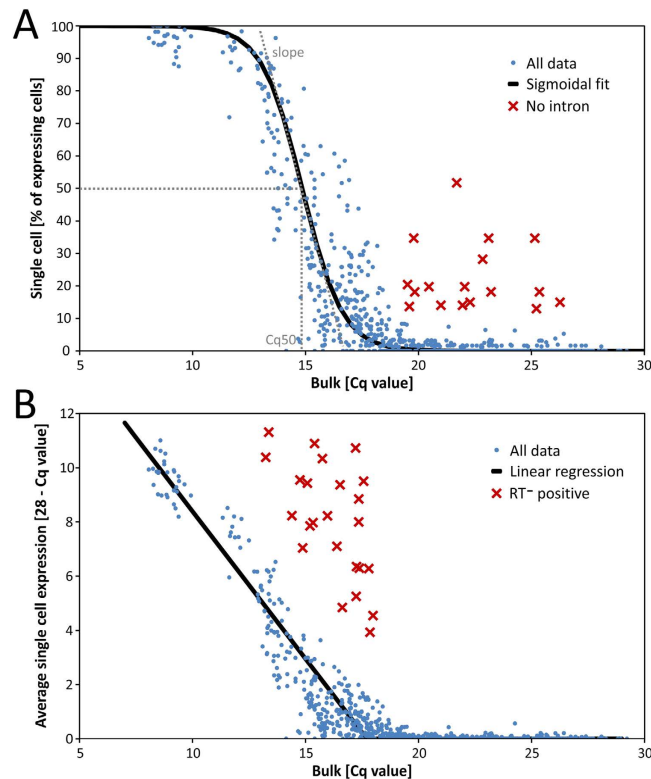 A
Single cell [% of expressing cells]
100
90
80
70
60
50
40
30
20
10
0
slope
Cq50
All data
Sigmoidal fit
No intron
5
10
15
20
25
30
Bulk [Cq value]
B
Average single cell expression [28 - Cq value]
12
10
8
6
4
2
0
All data
Linear regression
RT⁻ positive
5
10
15
20
25
30
Bulk [Cq value]